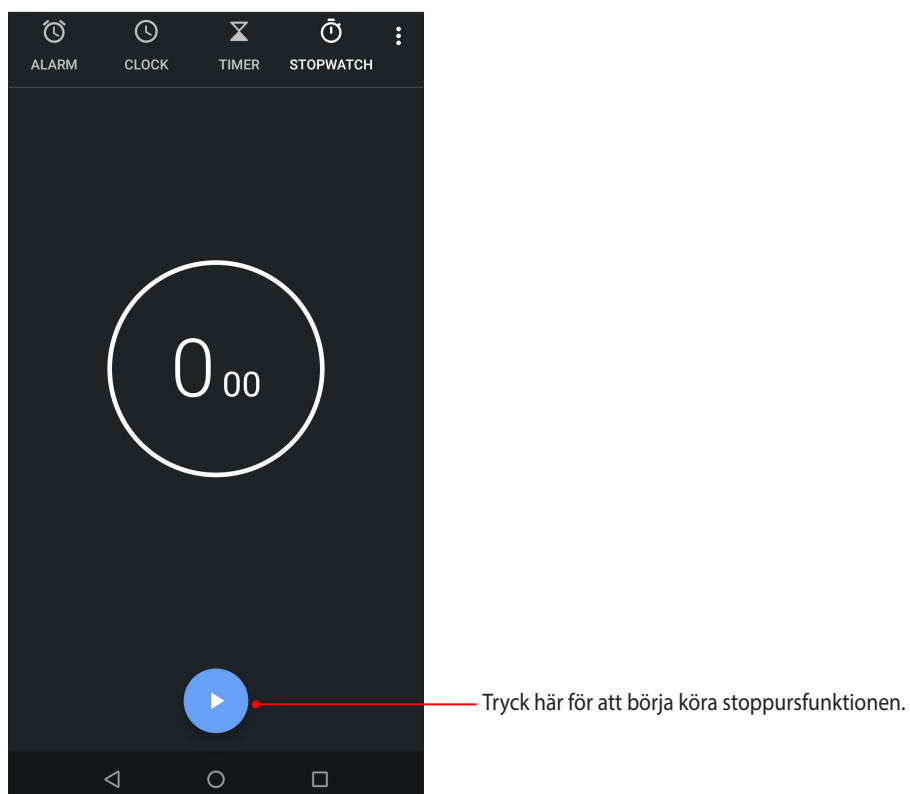 ALARM CLOCK TIMER STOPWATCH
0 00
Tryck här för att börja köra stoppursfunktionen.